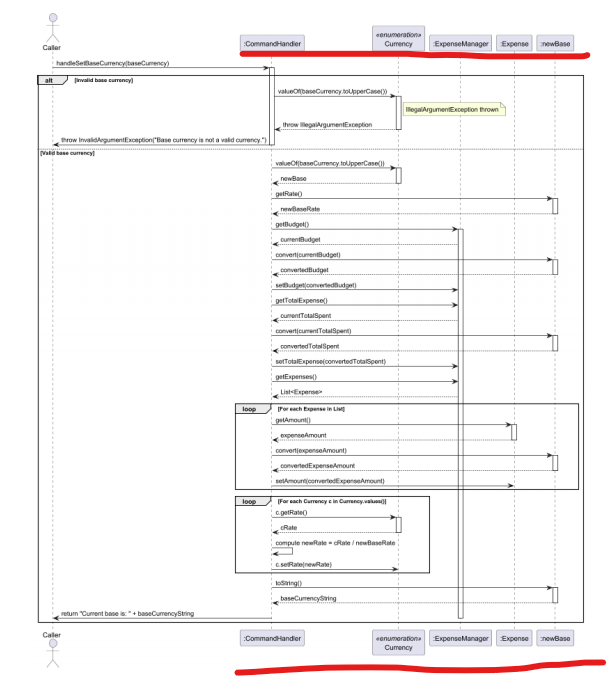 Caller
:CommandHandler
«enumeration»
Currency
:ExpenseManager
:Expense
:newBase
handleSetBaseCurrency(baseCurrency)
alt
[Invalid base currency]
valueOf(baseCurrency.toUpperCase())
IllegalArgumentException thrown
throw IllegalArgumentException
throw InvalidArgumentException("Base currency is not a valid currency.")
[Valid base currency]
valueOf(baseCurrency.toUpperCase())
newBase
getRate()
newBaseRate
getBudget()
currentBudget
convert(currentBudget)
convertedBudget
setBudget(convertedBudget)
getTotalExpense()
currentTotalSpent
convert(currentTotalSpent)
convertedTotalSpent
setTotalExpense(convertedTotalSpent)
getExpenses()
List<Expense>
loop
[For each Expense in List]
getAmount()
expenseAmount
convert(expenseAmount)
convertedExpenseAmount
setAmount(convertedExpenseAmount)
loop
[For each Currency c in Currency.values()]
c.getRate()
cRate
compute newRate = cRate / newBaseRate
c.setRate(newRate)
toString()
baseCurrencyString
return "Current base is: " + baseCurrencyString
Caller
:CommandHandler
«enumeration»
Currency
:ExpenseManager
:Expense
:newBase